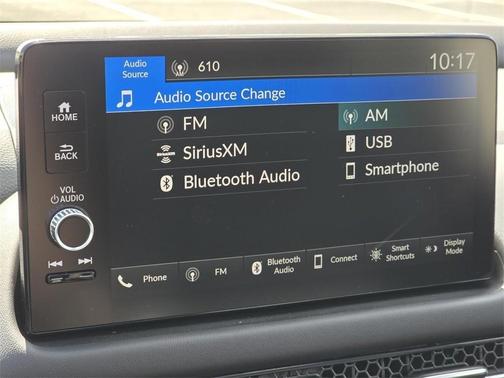 Audio Source
610
10:17
Audio Source Change
HOME
FM
AM
BACK
SiriusXM
USB
Bluetooth Audio
Smartphone
VOL
AUDIO
Phone
FM
Bluetooth Audio
Connect
Smart Shortcuts
Display Mode